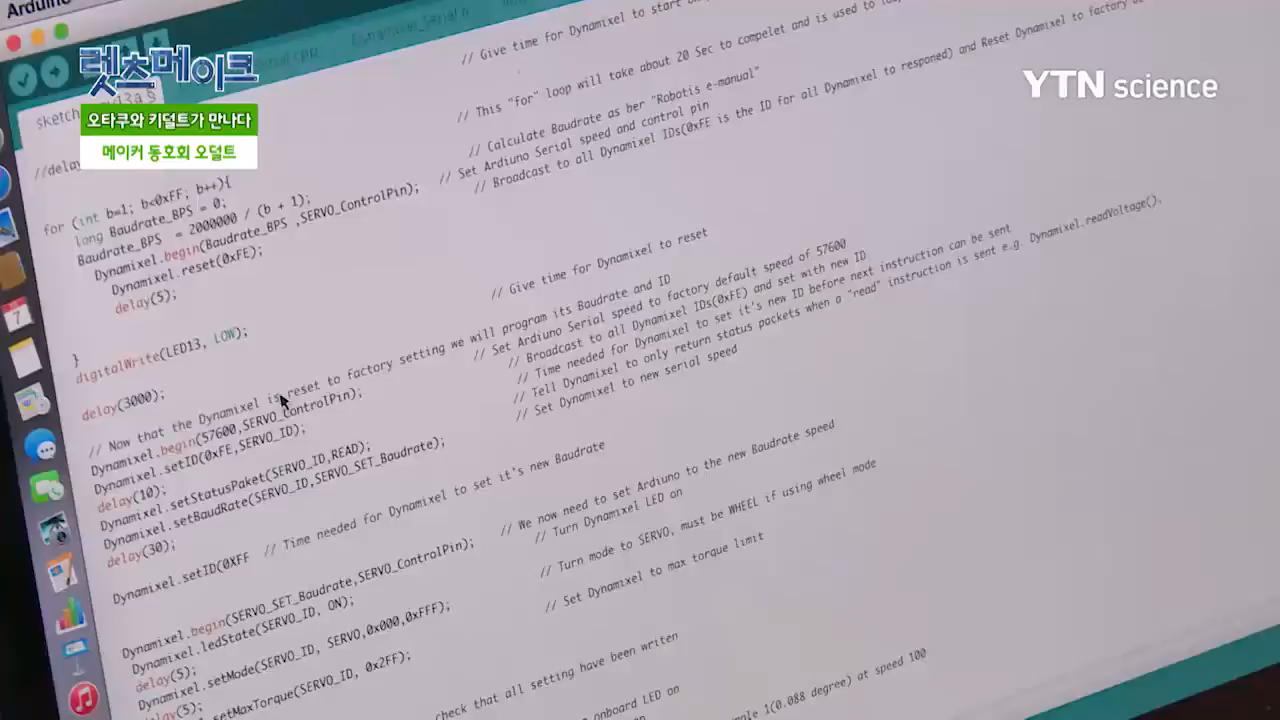 Arduino
렛츠메이크
오타쿠와 키덜트가 만나다
메이커 동호회 오덜트
YTN science
// Give time for Dynamixel to start
// This "for" loop will take about 20 Sec to compelet and is used to
// Calculate Baudrate as ber "Robotis e-manual"
// Set Ardiuno Serial speed and control pin
// Broadcast to all Dynamixel IDs(0xFE is the ID for all Dynamixel to responed) and Reset Dynamixel to factory
for (int b=1; b<0xFF; b++){
long Baudrate_BPS = 0;
Baudrate_BPS = 2000000 / (b + 1);
Dynamixel.begin(Baudrate_BPS ,SERVO_ControlPin);
Dynamixel.reset(0xFE);
delay(5);
// Give time for Dynamixel to reset
}
digitalWrite(LED13, LOW);
delay(3000);
// Now that the Dynamixel is reset to factory setting we will program its Baudrate and ID
Dynamixel.begin(57600,SERVO_ControlPin); // Set Ardiuno Serial speed to factory default speed of 57600
Dynamixel.setID(0xFE,SERVO_ID); // Broadcast to all Dynamixel IDs(0xFE) and set with new ID
delay(10); // Time needed for Dynamixel to set it's new ID before next instruction can be sent
Dynamixel.setStatusPaket(SERVO_ID,READ); // Tell Dynamixel to only return status packets when a "read" instruction is sent e.g. Dynamixel.readVoltage();
Dynamixel.setBaudRate(SERVO_ID,SERVO_SET_Baudrate); // Set Dynamixel to new serial speed
delay(30);
Dynamixel.setID(0XFF // Time needed for Dynamixel to set it's new Baudrate
Dynamixel.begin(SERVO_SET_Baudrate,SERVO_ControlPin); // We now need to set Ardiuno to the new Baudrate speed
Dynamixel.ledState(SERVO_ID, ON); // Turn Dynamixel LED on
delay(5);
Dynamixel.setMode(SERVO_ID, SERVO,0x000,0xFFF); // Turn mode to SERVO, must be WHEEL if using wheel mode
delay(5);
setMaxTorque(SERVO_ID, 0x2FF); // Set Dynamixel to max torque limit
check that all setting have been writen
onboard LED on
1(0.088 degree) at speed 100